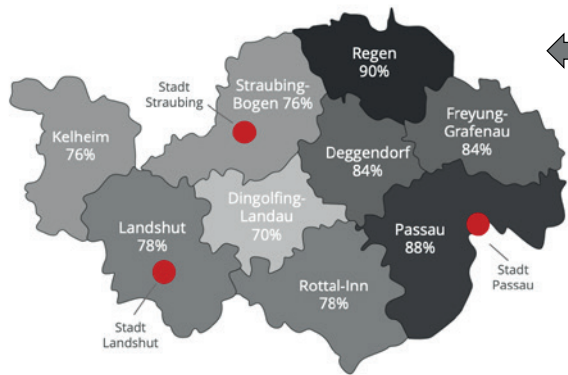 Regen
90%
Stadt
Straubing
Straubing-
Bogen 76%
Freyung-
Grafenau
84%
Kelheim
76%
Deggendorf
84%
Dingolfing-
Landau
70%
Landshut
78%
Passau
88%
Rottal-Inn
78%
Stadt
Passau
Stadt
Landshut